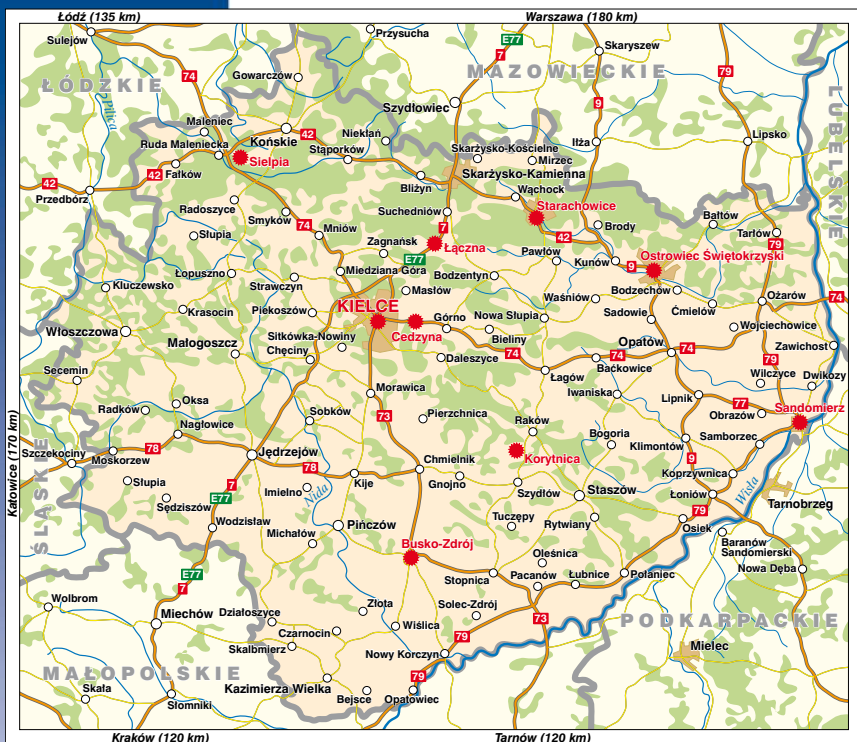 Łódź (135 km)
Warszawa (180 km)
Sulejów
Przysucha
E77
7
Skaryszew
74
Gowarczów
MAZOWIECKIE
79
ŁÓDZKIE
Pilica
Szydłowiec
9
LUBELSKIE
Maleniec
Końskie
42
Nieklań
Iłża
Lipsko
Ruda Maleniecka
Stąporków
Skarżysko-Kościelne
Mirzec
Sielpia
Fałków
42
42
Skarżysko-Kamienna
Przedbórz
Bliżyn
Wąchock
Radoszyce
Smyków
74
Suchedniów
Starachowice
Słupia
Mniów
7
42
Brody
Bałtów
Tarłów
79
Zagnańsk
Łączna
Pawłów
Kunów
9
Ostrowiec Świętokrzyski
E77
Łopuszno
Miedziana Góra
Bodzentyn
Kluczewsko
Strawczyn
Masłów
Bodzechów
Waśniów
Ożarów
74
KIELCE
Krasocin
Piekoszów
Nowa Słupia
Sadowie
Ćmielów
Włoszczowa
Sitkówka-Nowiny
Cedzyna
Górno
Bieliny
Wojciechowice
Małogoszcz
Chęciny
Daleszyce
74
74
Opatów
74
79
Zawichost
Secemin
Łagów
Baćkowice
Wilczyce
Dwikozy
Morawica
Iwaniska
Lipnik
77
Sandomierz
Radków
Oksa
73
Pierzchnica
Obrazów
Nagłowice
Sobków
Raków
Bogoria
Samborzec
Katowice (170 km)
78
Klimontów
Szczekociny
Moskorzew
Jędrzejów
Chmielnik
Korytnica
9
Koprzywnica
ŚLĄSKIE
Słupia
7
78
Kije
Gnojno
Szydłów
Staszów
Łoniów
Wisła
Sędziszów
E77
Imielno
Nida
Tarnobrzeg
Wodzisław
Pińczów
Tuczępy
Rytwiany
79
Osiek
Michałów
Busko-Zdrój
Oleśnica
Baranów
Sandomierski
E77
7
Stopnica
Pacanów
Łubnice
Połaniec
Nowa Dęba
Wolbrom
Miechów
Działoszyce
Złota
Solec-Zdrój
73
Czarnocin
Wiślica
PODKARPACKIE
Skalbmierz
79
Mielec
Nowy Korczyn
MAŁOPOLSKIE
Kazimierza Wielka
79
Skała
Słomniki
Bejsce
Opatowiec
Kraków (120 km)
Tarnów (120 km)